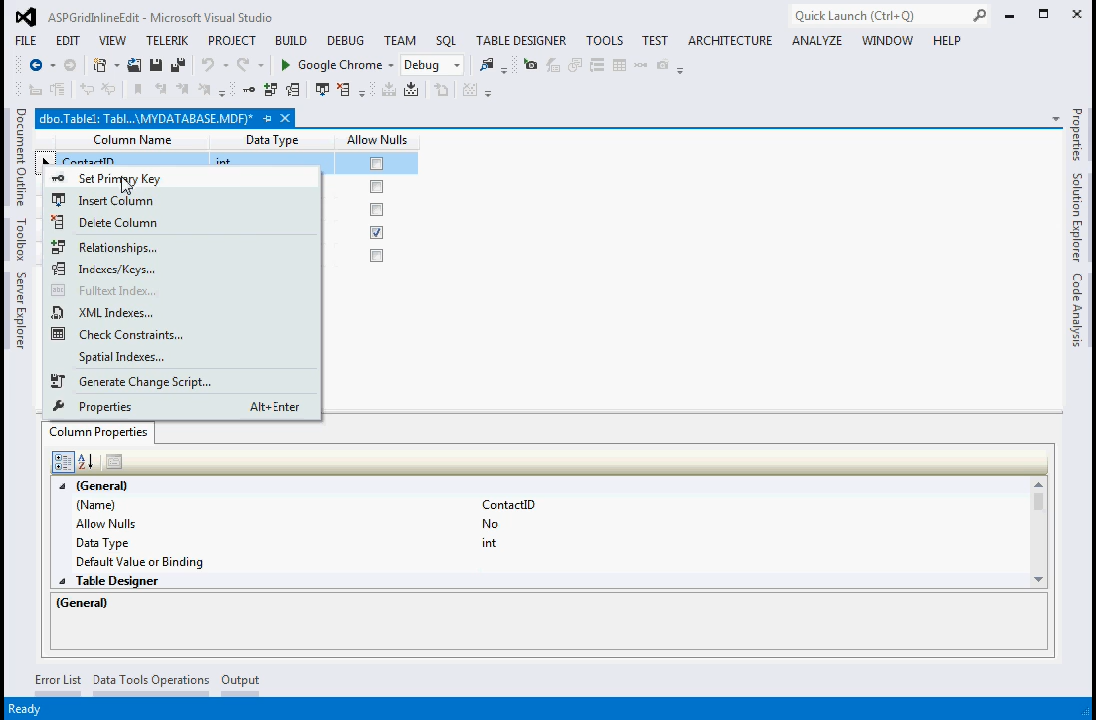 ASPGridInlineEdit - Microsoft Visual Studio
Quick Launch (Ctrl+Q)
FILE EDIT VIEW TELERIK PROJECT BUILD DEBUG TEAM SQL TABLE DESIGNER TOOLS TEST ARCHITECTURE ANALYZE WINDOW HELP
Google Chrome Debug
dbo.Table1: Tabl...\MYDATABASE.MDF)*
Column Name Data Type Allow Nulls
ContactID int
Set Primary Key
Insert Column
Delete Column
Relationships...
Indexes/Keys...
Fulltext Index...
XML Indexes...
Check Constraints...
Spatial Indexes...
Generate Change Script...
Properties Alt+Enter
Document Outline
Toolbox
Server Explorer
Properties
Solution Explorer
Code Analysis
Column Properties
(General)
(Name) ContactID
Allow Nulls No
Data Type int
Default Value or Binding
Table Designer
(General)
Error List Data Tools Operations Output
Ready